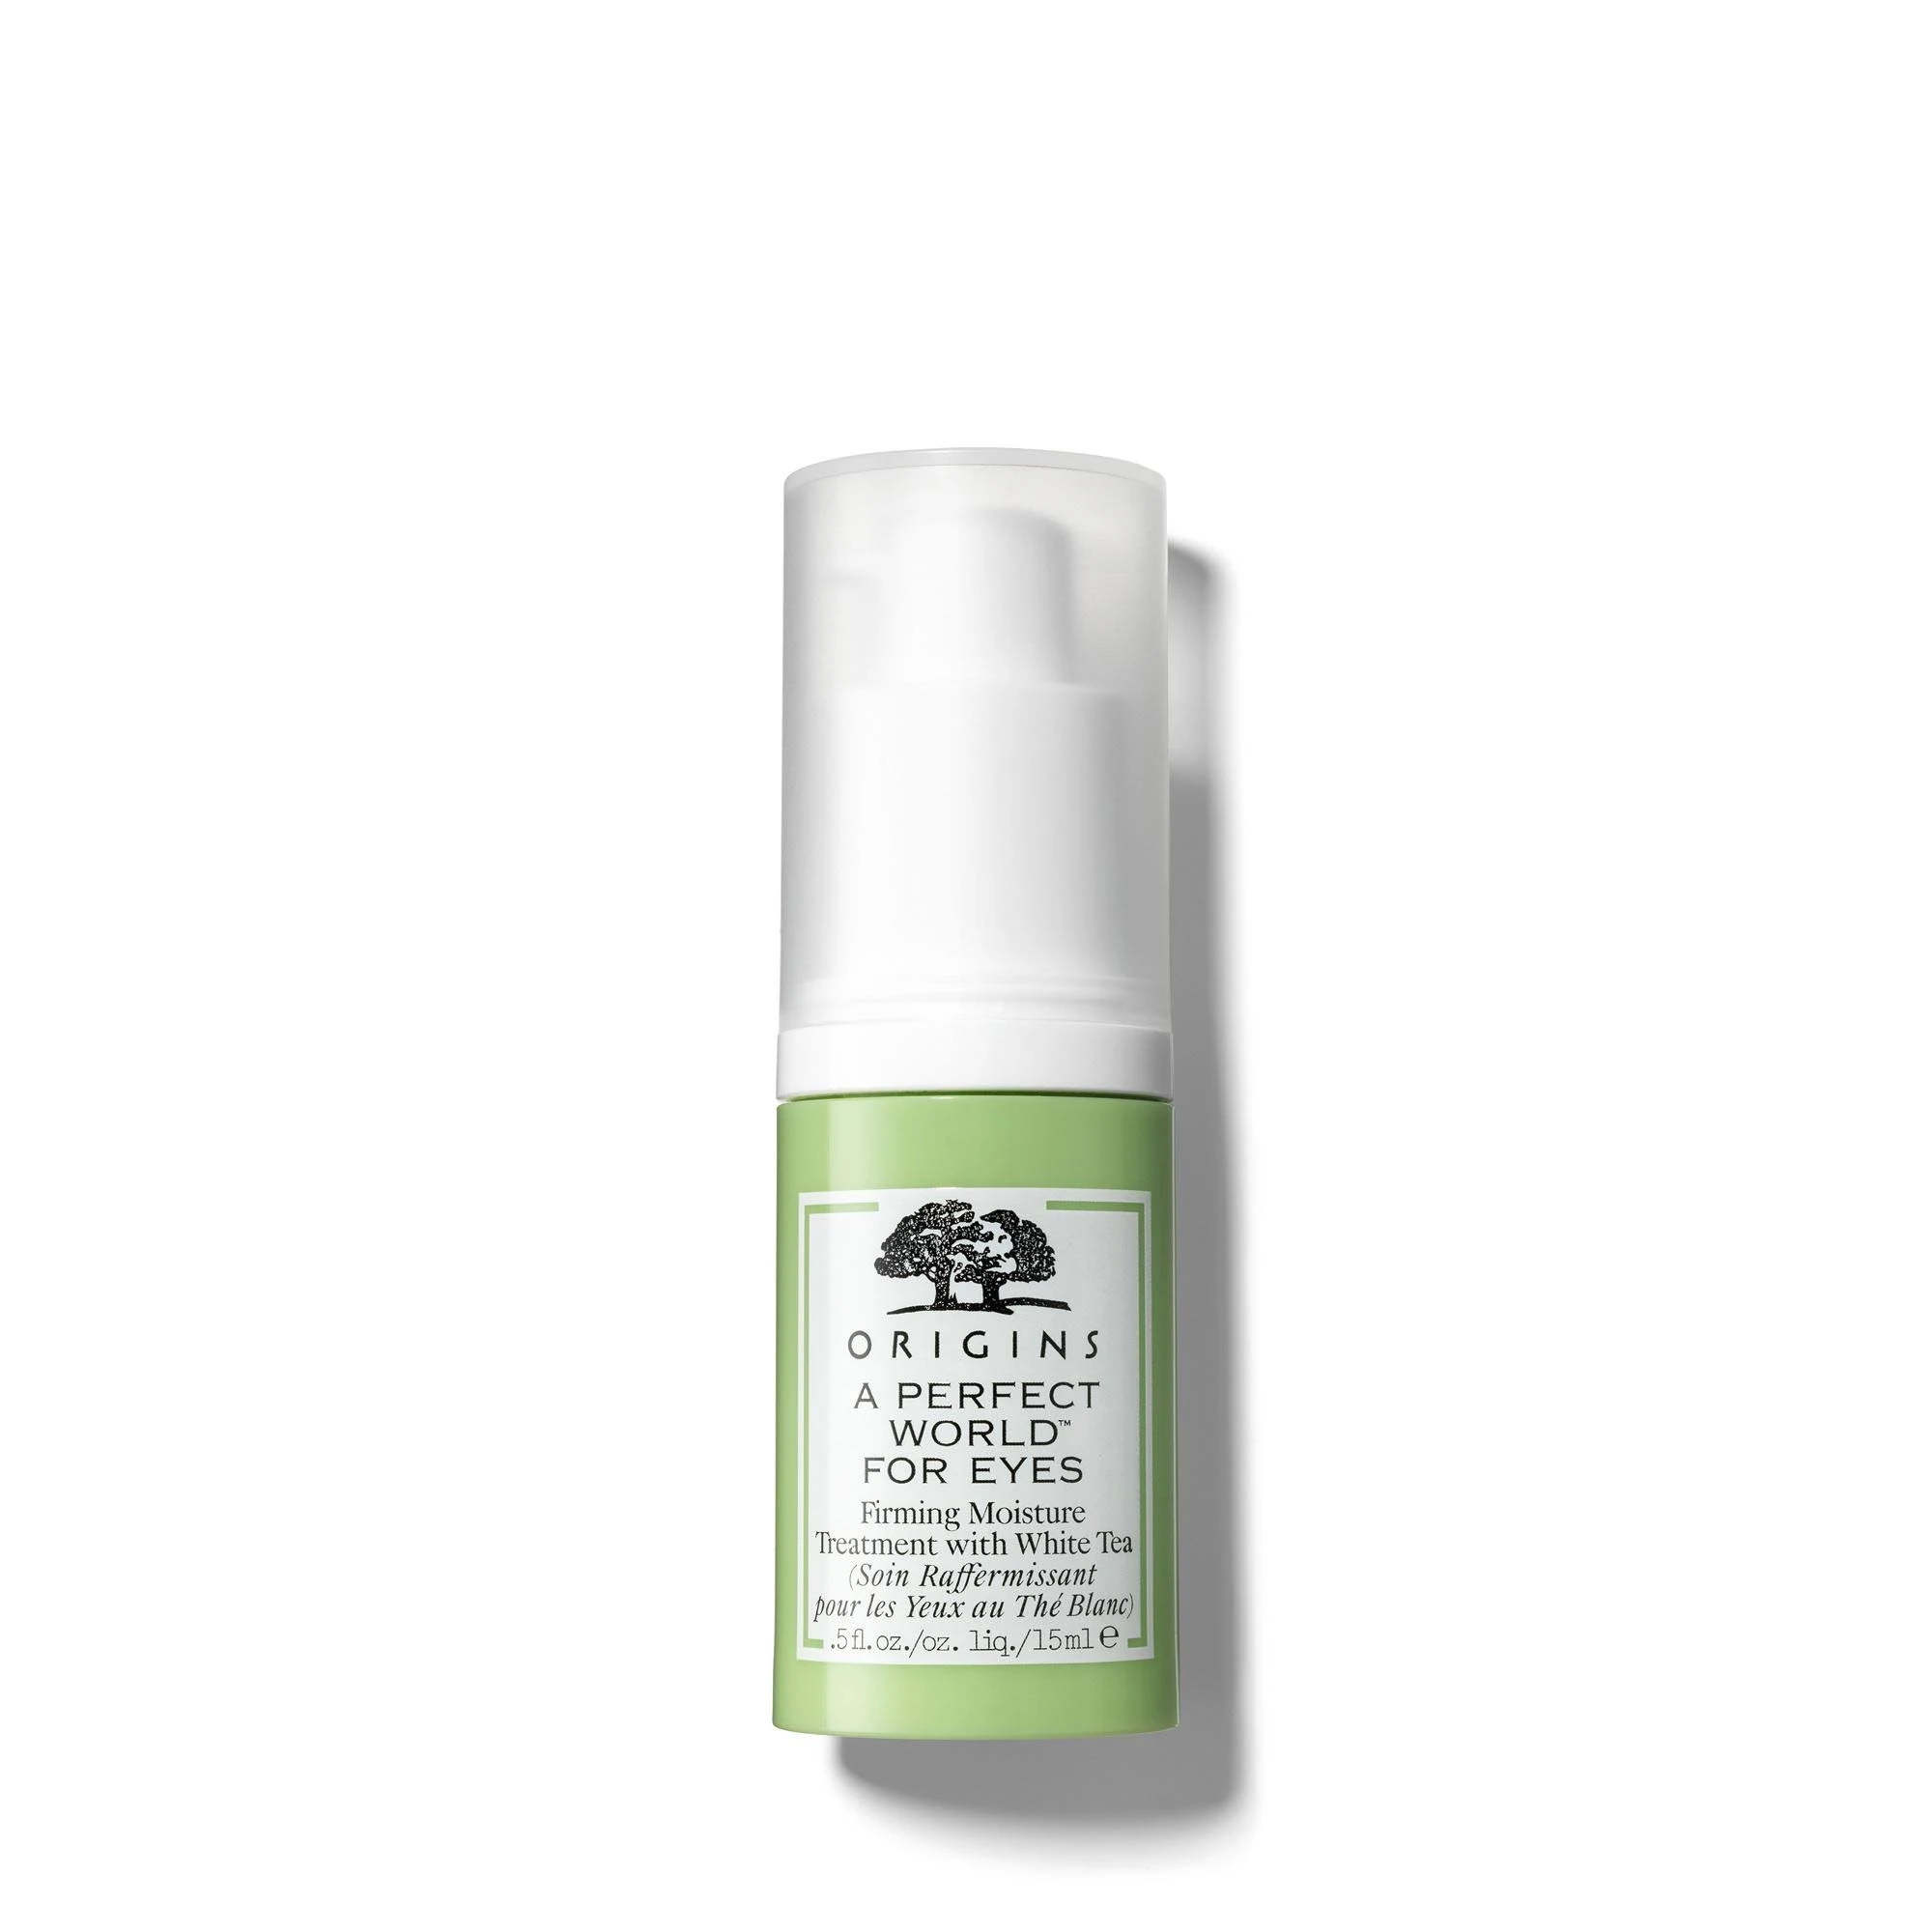 ORIGINS
A PERFECT
WORLD™
FOR EYES
Firming Moisture
Treatment with White Tea
(Soin Raffermissant
pour les Yeux au Thé Blanc)
.5 fl. oz./oz. liq./15ml ℮